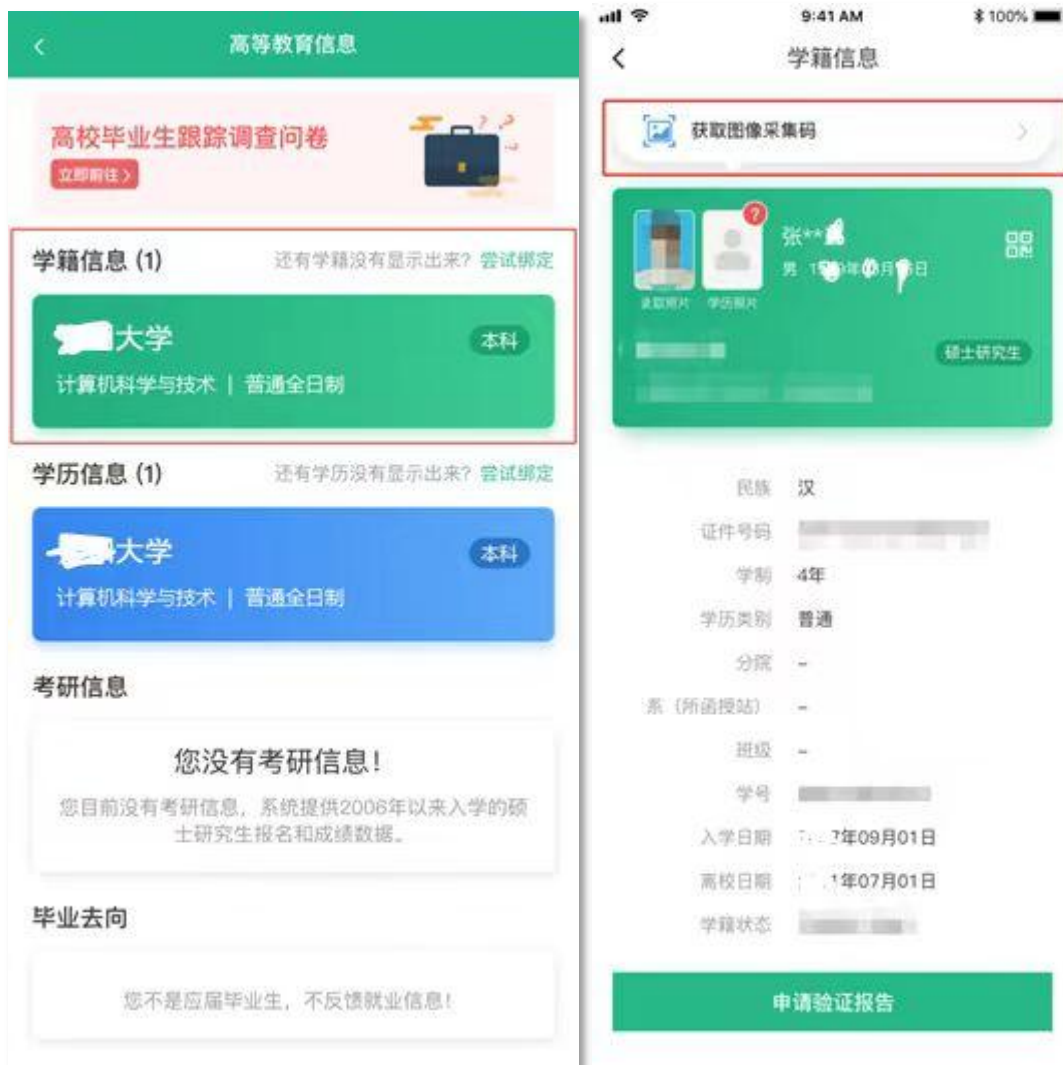 高等教育信息
高校毕业生跟踪调查问卷
立即前往 >
学籍信息 (1)
还有学籍没有显示出来? 尝试绑定
大学
本科
计算机科学与技术 | 普通全日制
学历信息 (1)
还有学历没有显示出来? 尝试绑定
大学
本科
计算机科学与技术 | 普通全日制
考研信息
您没有考研信息!
您目前没有考研信息,系统提供2006年以来入学的硕
士研究生报名和成绩数据。
毕业去向
您不是应届毕业生,不反馈就业信息!
9:41 AM
100%
学籍信息
获取图像采集码
?
张**
男 1 年 月 日
录取照片 学历照片
硕士研究生
民族 汉
证件号码
学制 4年
学历类别 普通
分院 -
系(所函授站) -
班级 -
学号
入学日期 7年09月01日
离校日期 1年07月01日
学籍状态
申请验证报告